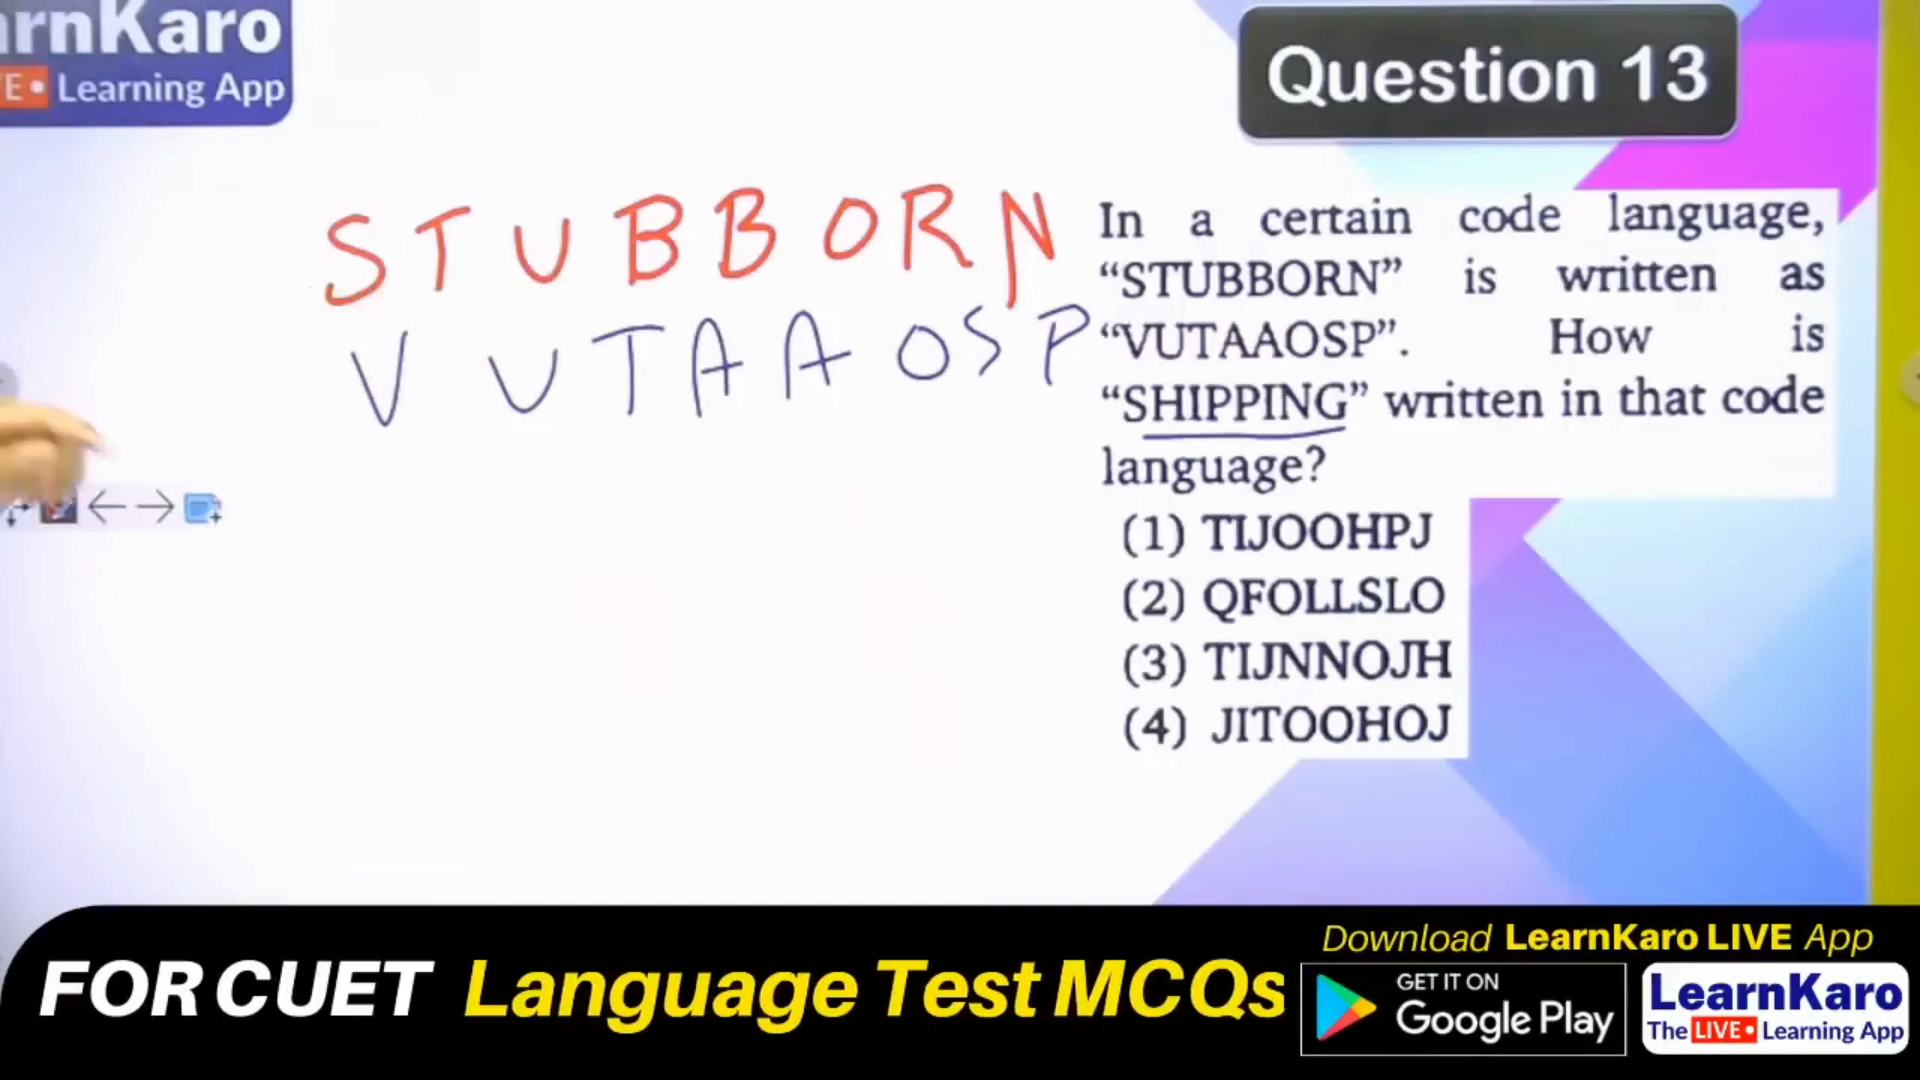 arnKaro
E• Learning App
Question 13
STUBBORN
VUTAAOSP
In a certain code language,
“STUBBORN” is written as
“VUTAAOSP”. How is
“SHIPPING” written in that code
language?
(1) TIJOOHPJ
(2) QFOLLSLO
(3) TIJNNOJH
(4) JITOOHOJ
FOR CUET Language Test MCQs
Download LearnKaro LIVE App
GET IT ON
Google Play
LearnKaro
The LIVE• Learning App